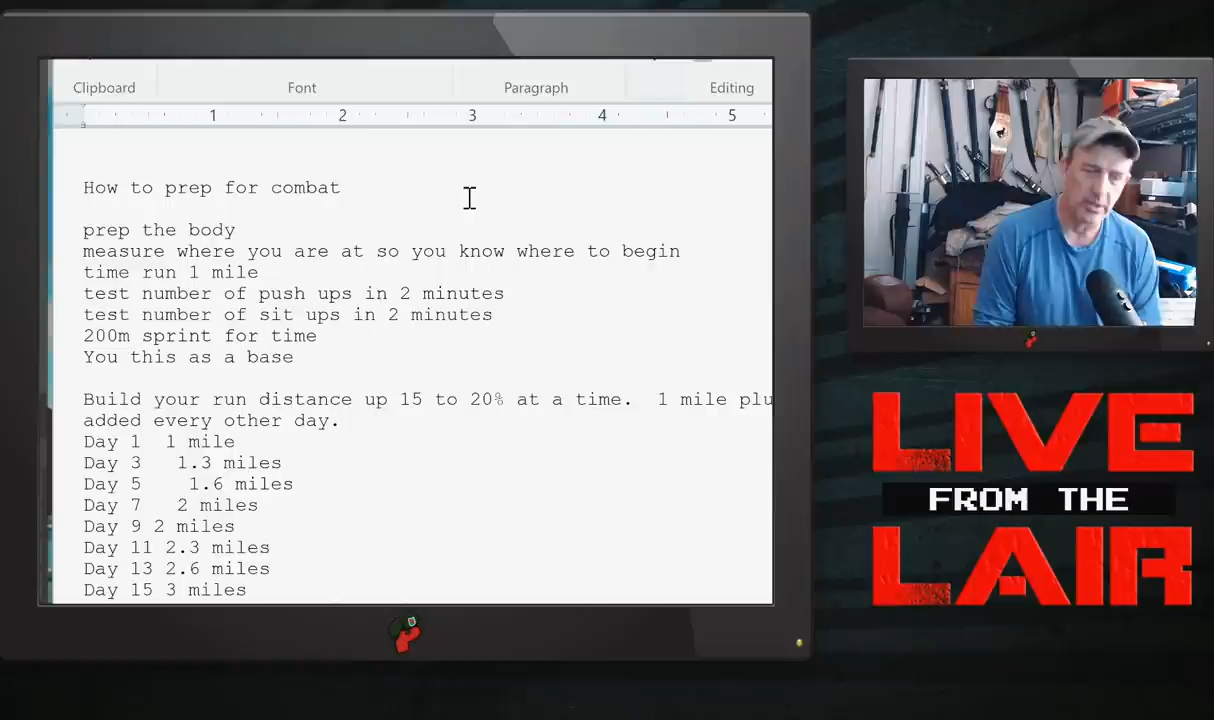 Clipboard
Font
Paragraph
Editing
1
2
3
4
5
How to prep for combat
prep the body
measure where you are at so you know where to begin
time run 1 mile
test number of push ups in 2 minutes
test number of sit ups in 2 minutes
200m sprint for time
You this as a base
Build your run distance up 15 to 20% at a time.  1 mile plu
added every other day.
Day 1  1 mile
Day 3   1.3 miles
Day 5    1.6 miles
Day 7   2 miles
Day 9 2 miles
Day 11 2.3 miles
Day 13 2.6 miles
Day 15 3 miles
LIVE
FROM THE
LAIR